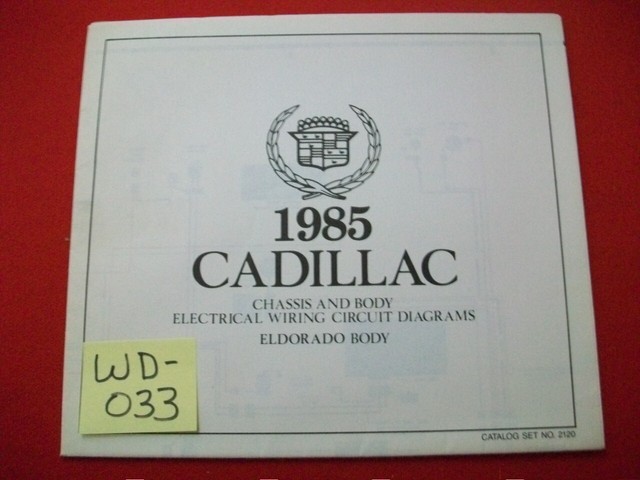 1985
CADILLAC
CHASSIS AND BODY
ELECTRICAL WIRING CIRCUIT DIAGRAMS
ELDORADO BODY
WD-
033
CATALOG SET NO. 2120